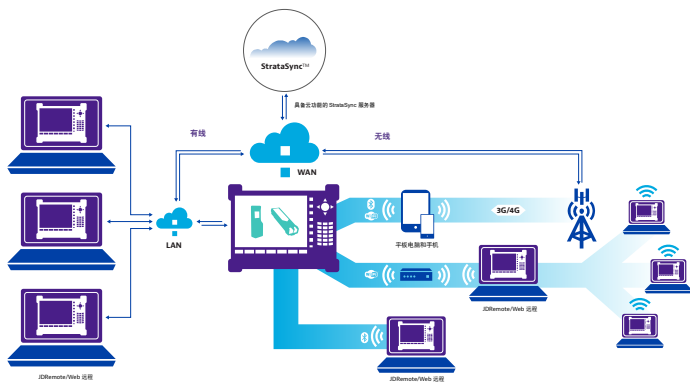 StrataSync™
具备云功能的 StrataSync 服务器
有线
无线
WAN
LAN
3G/4G
平板电脑和手机
JDRemote/Web 远程
JDRemote/Web 远程
JDRemote/Web 远程